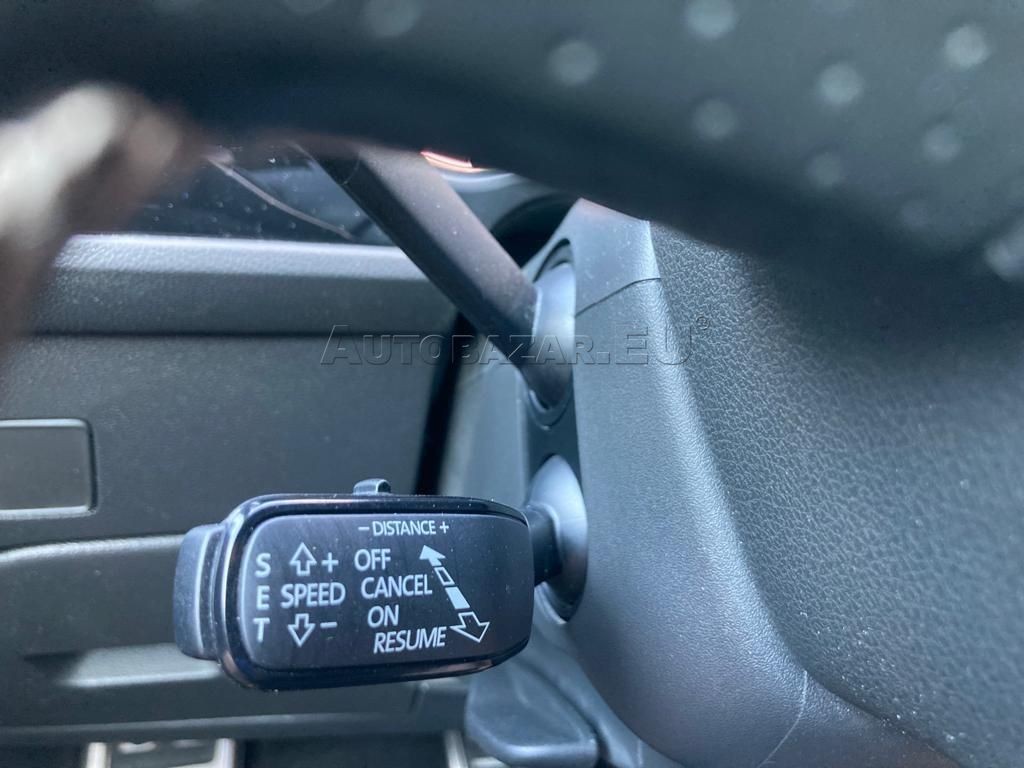 AUTOBAZAR.EU®
− DISTANCE +
S E T
+ SPEED −
OFF
CANCEL
ON
RESUME